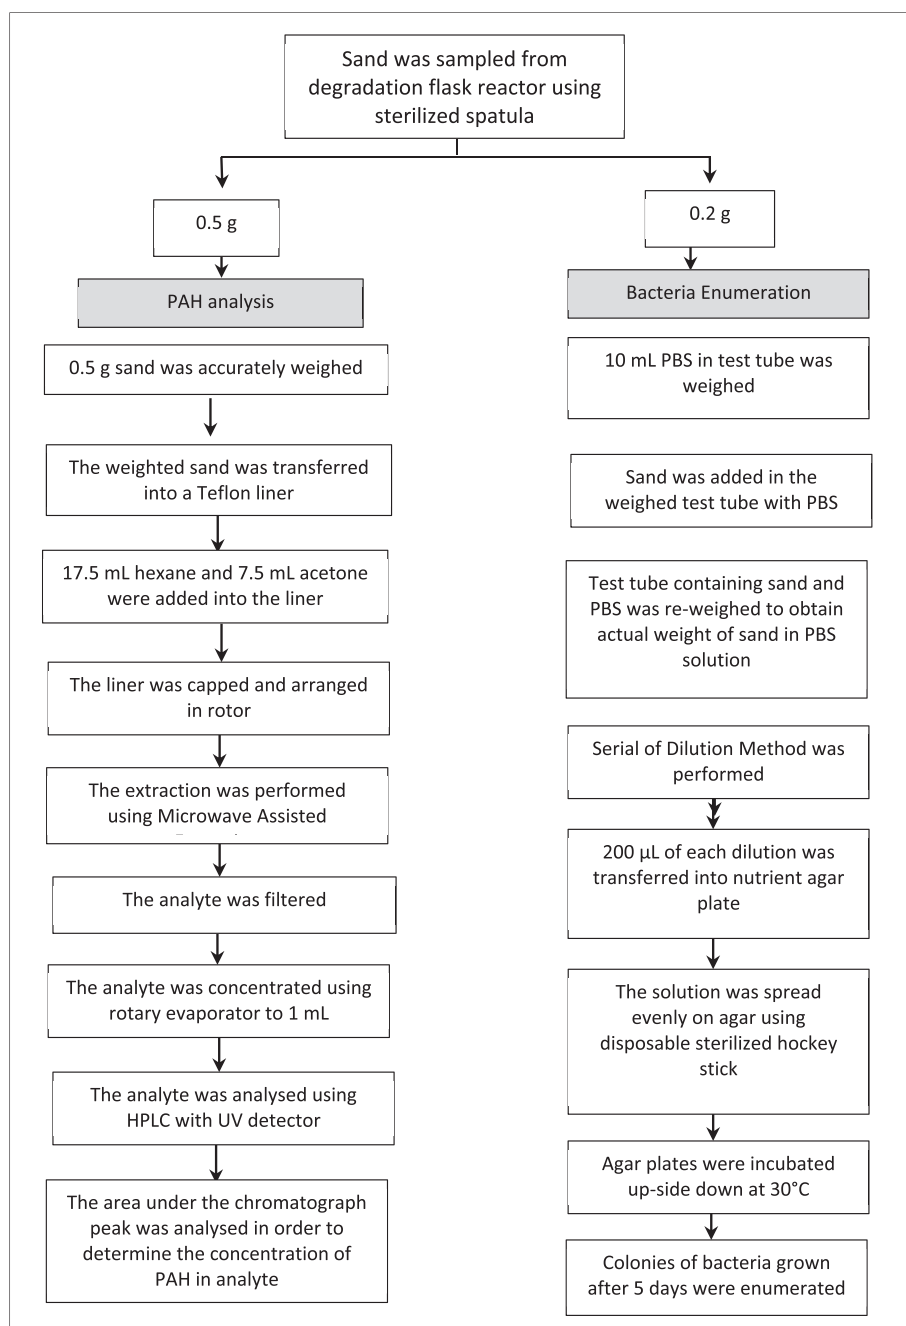 Sand was sampled from
degradation flask reactor using
sterilized spatula
0.5 g
PAH analysis
0.5 g sand was accurately weighed
The weighted sand was transferred
into a Teflon liner
17.5 mL hexane and 7.5 mL acetone
were added into the liner
The liner was capped and arranged
in rotor
The extraction was performed
using Microwave Assisted
The analyte was filtered
The analyte was concentrated using
rotary evaporator to 1 mL
The analyte was analysed using
HPLC with UV detector
The area under the chromatograph
peak was analysed in order to
determine the concentration of
PAH in analyte
0.2 g
Bacteria Enumeration
10 mL PBS in test tube was
weighed
Sand was added in the
weighed test tube with PBS
Test tube containing sand and
PBS was re-weighed to obtain
actual weight of sand in PBS
solution
Serial of Dilution Method was
performed
200 µL of each dilution was
transferred into nutrient agar
plate
The solution was spread
evenly on agar using
disposable sterilized hockey
stick
Agar plates were incubated
up-side down at 30°C
Colonies of bacteria grown
after 5 days were enumerated